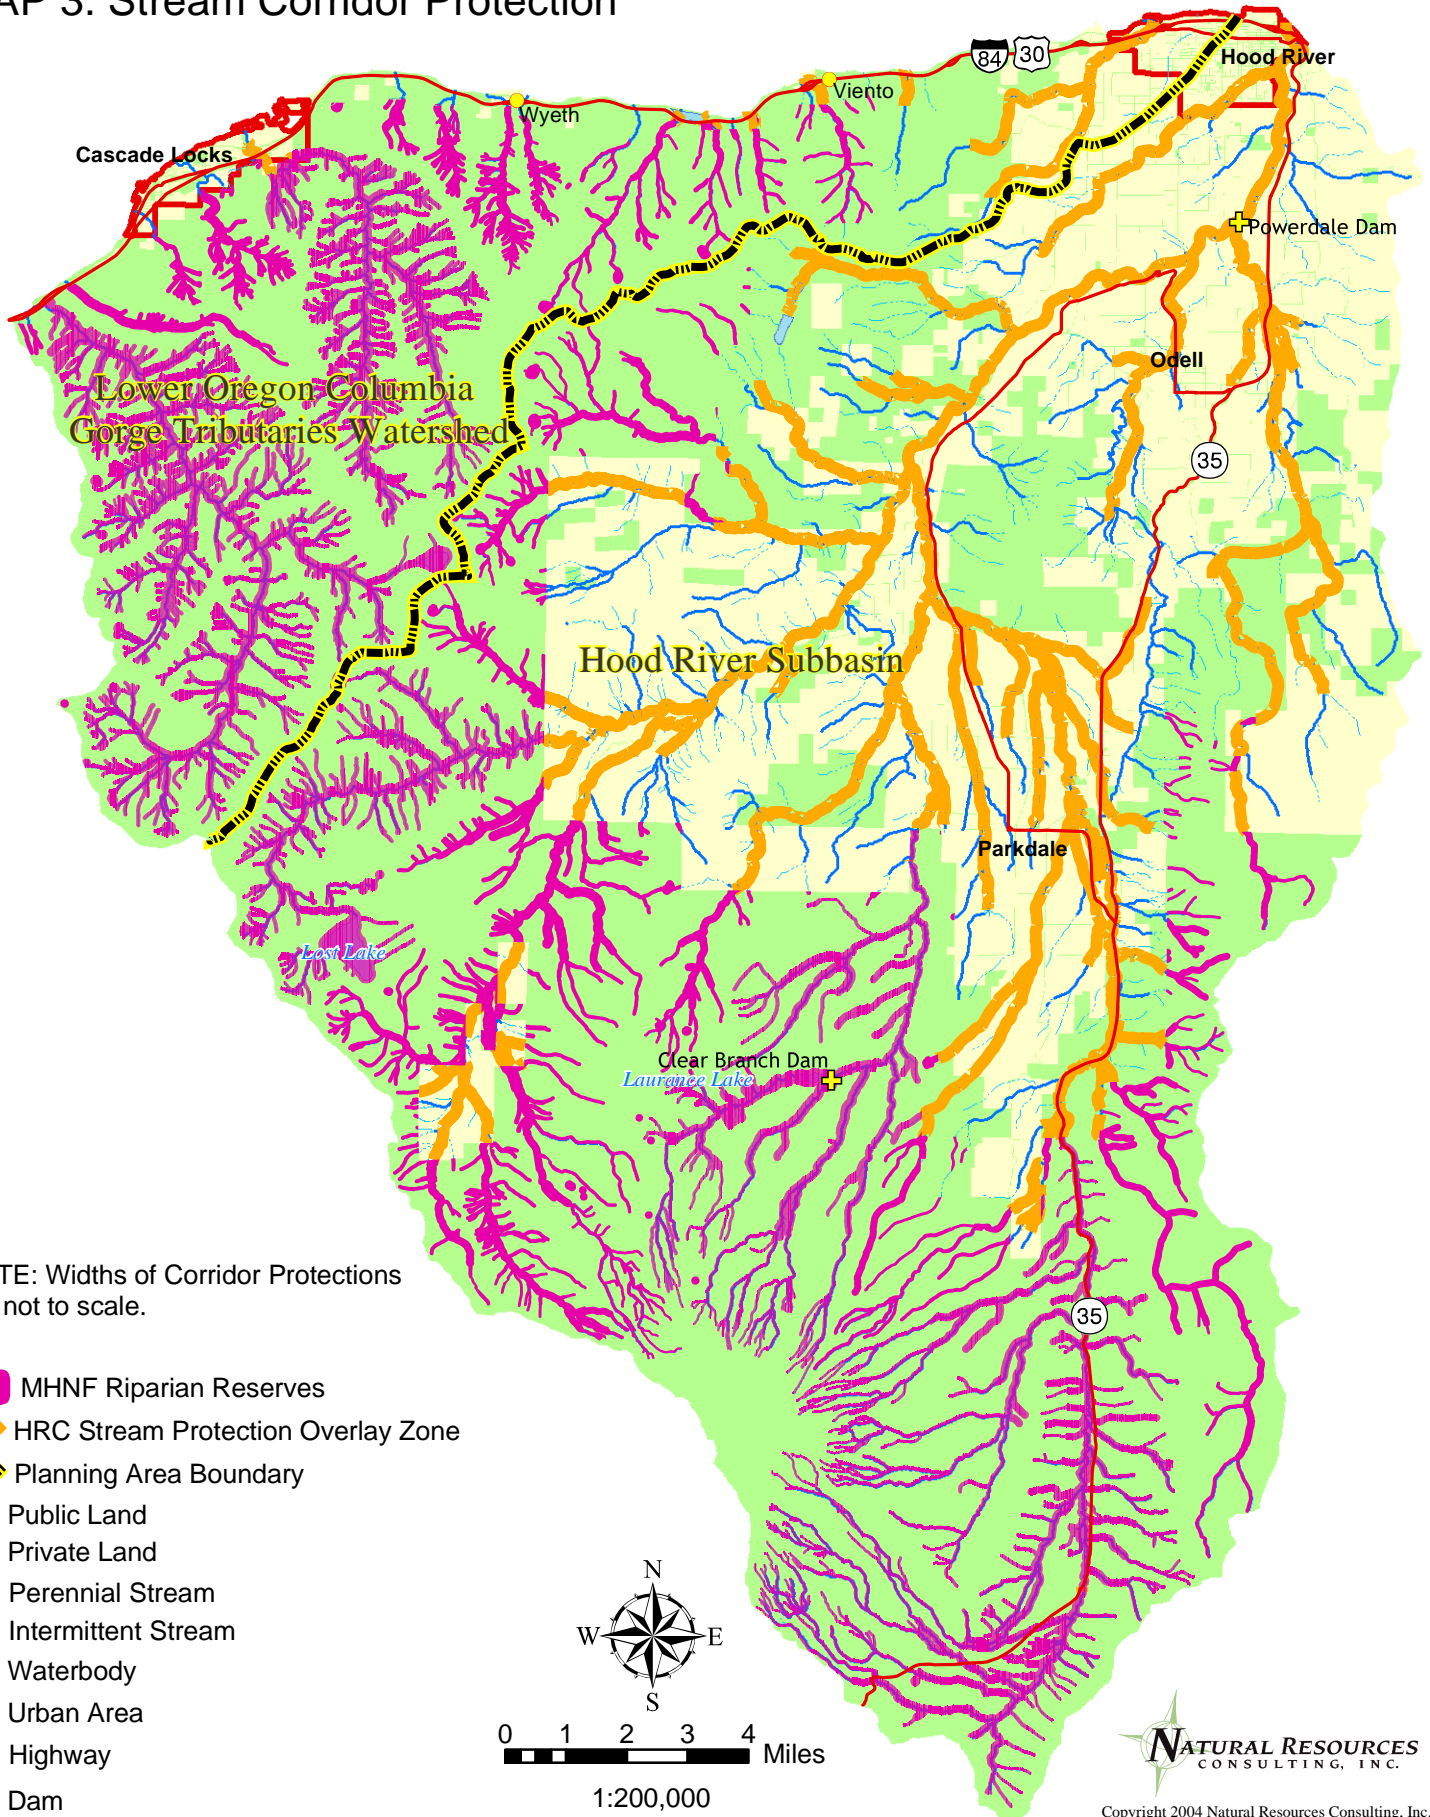 AP 3: Stream Corridor Protection
84
30
Hood River
Viento
Wyeth
Cascade Locks
Powerdale Dam
Odell
Lower Oregon Columbia
Gorge Tributaries Watershed
35
Hood River Subbasin
Parkdale
Lost Lake
Clear Branch Dam
Laurance Lake
TE: Widths of Corridor Protections
not to scale.
35
MHNF Riparian Reserves
HRC Stream Protection Overlay Zone
Planning Area Boundary
Public Land
Private Land
Perennial Stream
Intermittent Stream
Waterbody
Urban Area
Highway
Dam
N
W E
S
0 1 2 3 4
Miles
1:200,000
NATURAL RESOURCES
CONSULTING, INC.
Copyright 2004 Natural Resources Consulting, Inc.